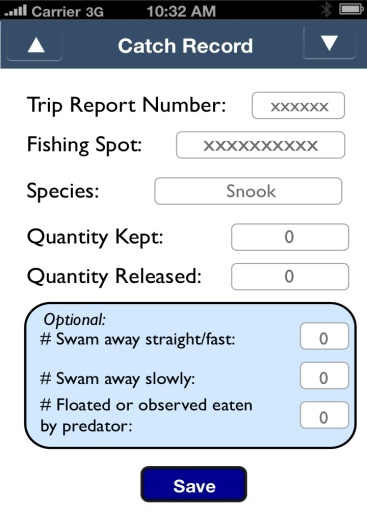 Carrier 3G 10:32 AM
Catch Record
Trip Report Number: xxxxxx
Fishing Spot: xxxxxxxxxx
Species: Snook
Quantity Kept: 0
Quantity Released: 0
Optional:
# Swam away straight/fast: 0
# Swam away slowly: 0
# Floated or observed eaten
by predator: 0
Save